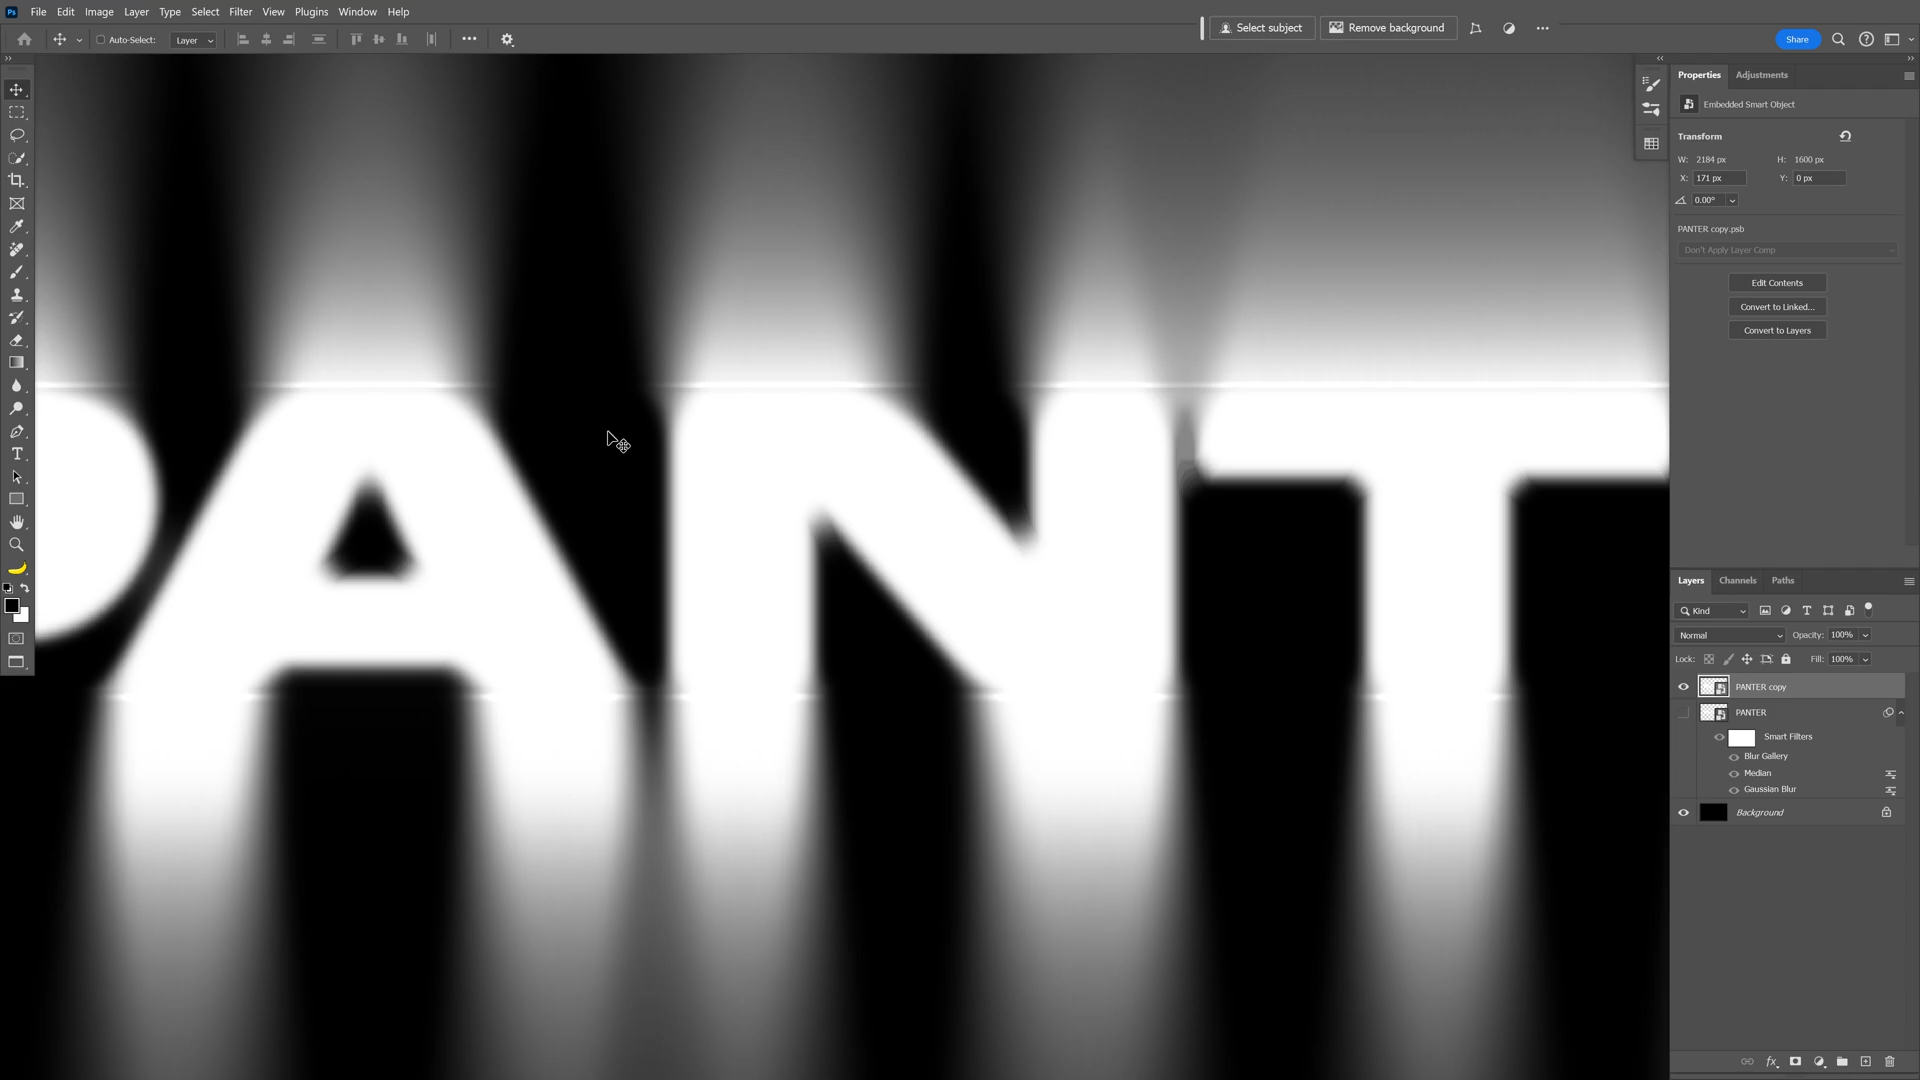 Ps File Edit Image Layer Type Select Filter View Plugins Window Help
Auto-Select: Layer
Select subject Remove background
Share
Properties Adjustments
Embedded Smart Object
Transform
W: 2184 px H: 1600 px
X: 171 px Y: 0 px
0.00°
PANTER copy.psb
Don't Apply Layer Comp
Edit Contents
Convert to Linked...
Convert to Layers
PANT
Layers Channels Paths
Kind
Normal Opacity: 100%
Lock: Fill: 100%
PANTER copy
PANTER
Smart Filters
Blur Gallery
Median
Gaussian Blur
Background
fx